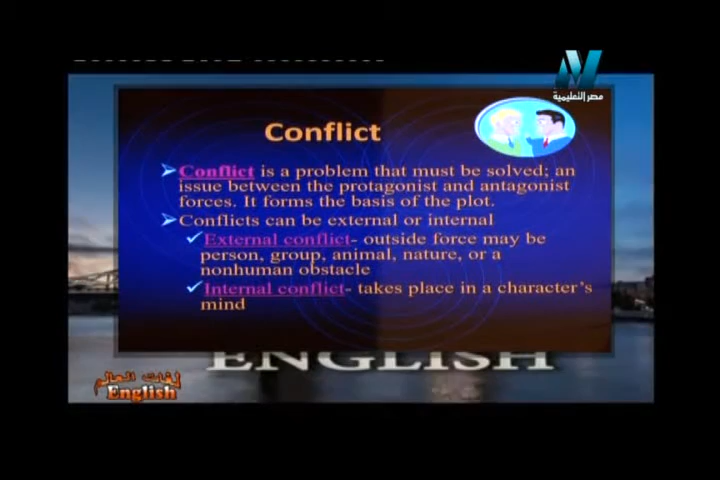 مصر التعليمية
Conflict
Conflict is a problem that must be solved; an
issue between the protagonist and antagonist
forces. It forms the basis of the plot.
Conflicts can be external or internal
External conflict- outside force may be
person, group, animal, nature, or a
nonhuman obstacle
Internal conflict- takes place in a character's
mind
ENGLISH
لغات العالم
English